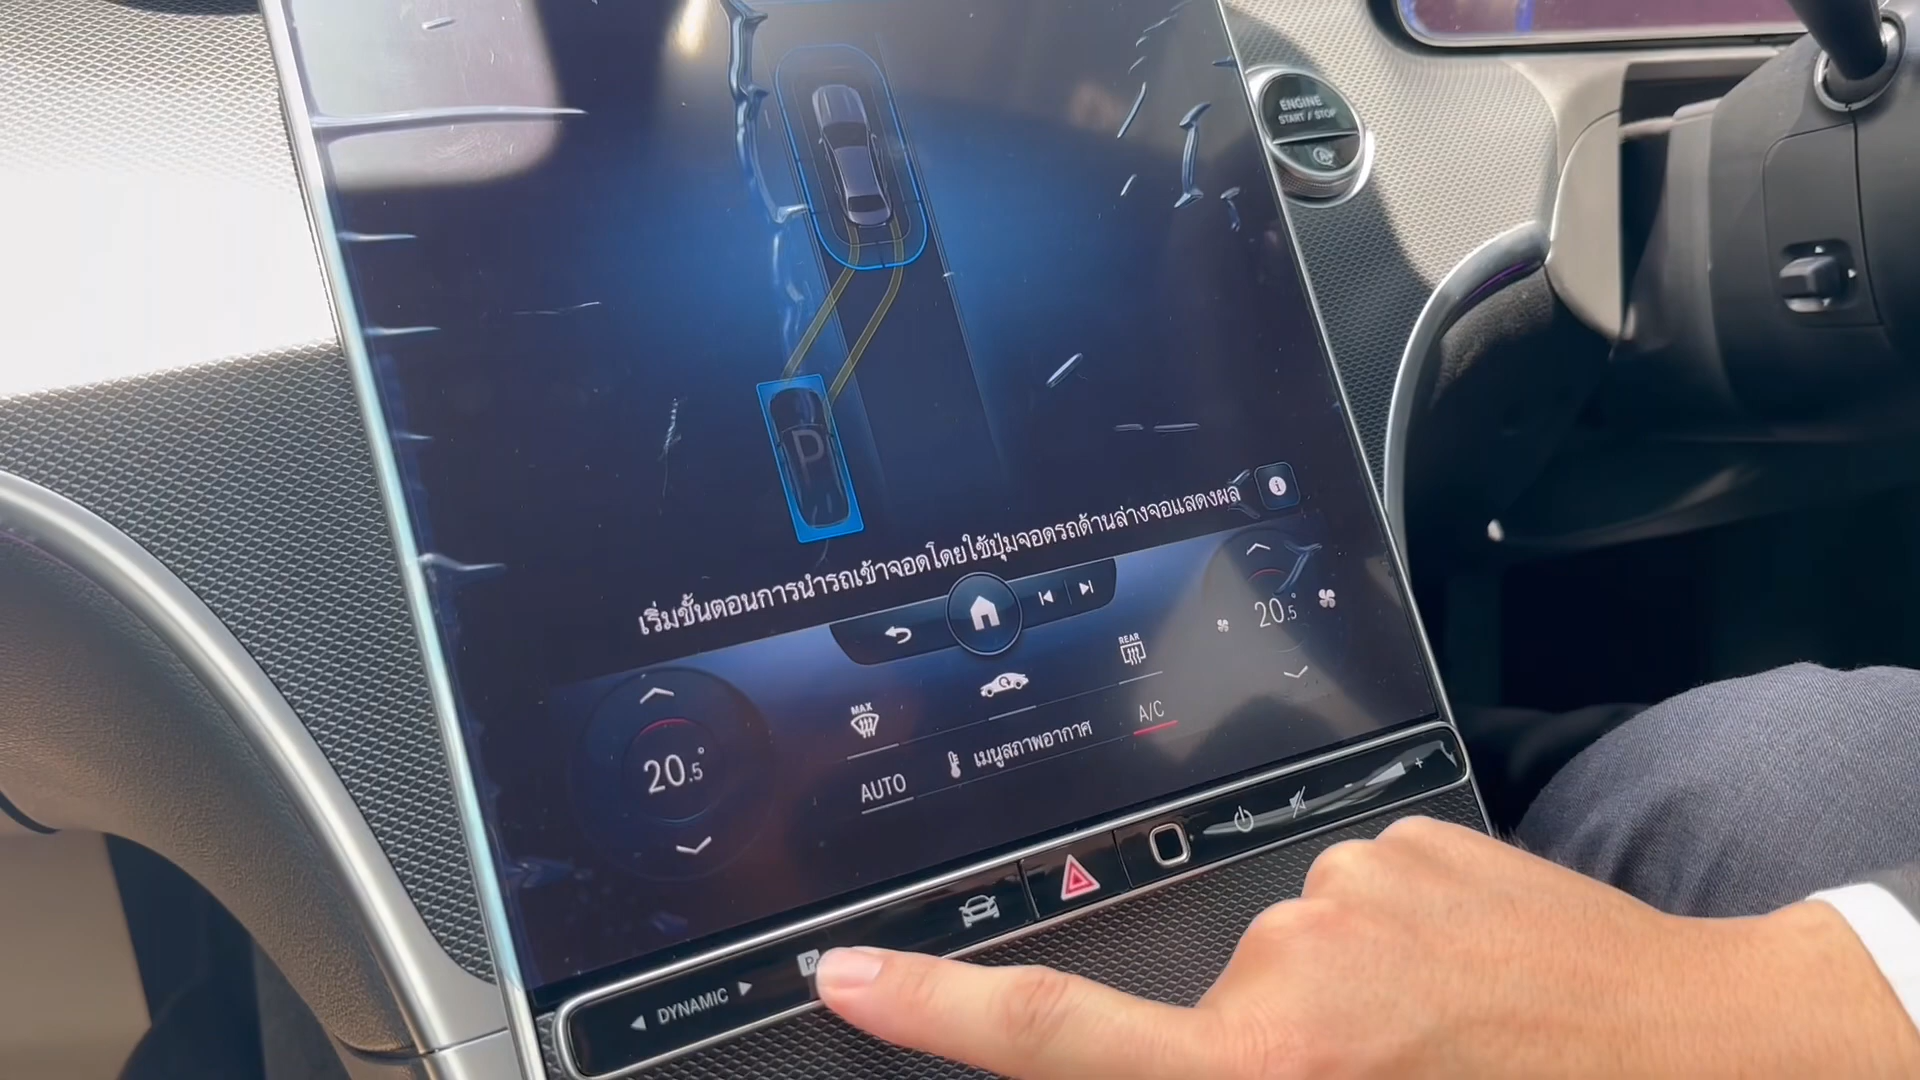 ENGINE
START / STOP
P
เริ่มขั้นตอนการนำรถเข้าจอดโดยใช้ปุ่มจอดรถด้านล่างจอแสดงผล
REAR
20.5°
MAX
20.5°
AUTO
เมนูสภาพอากาศ
A/C
DYNAMIC
P